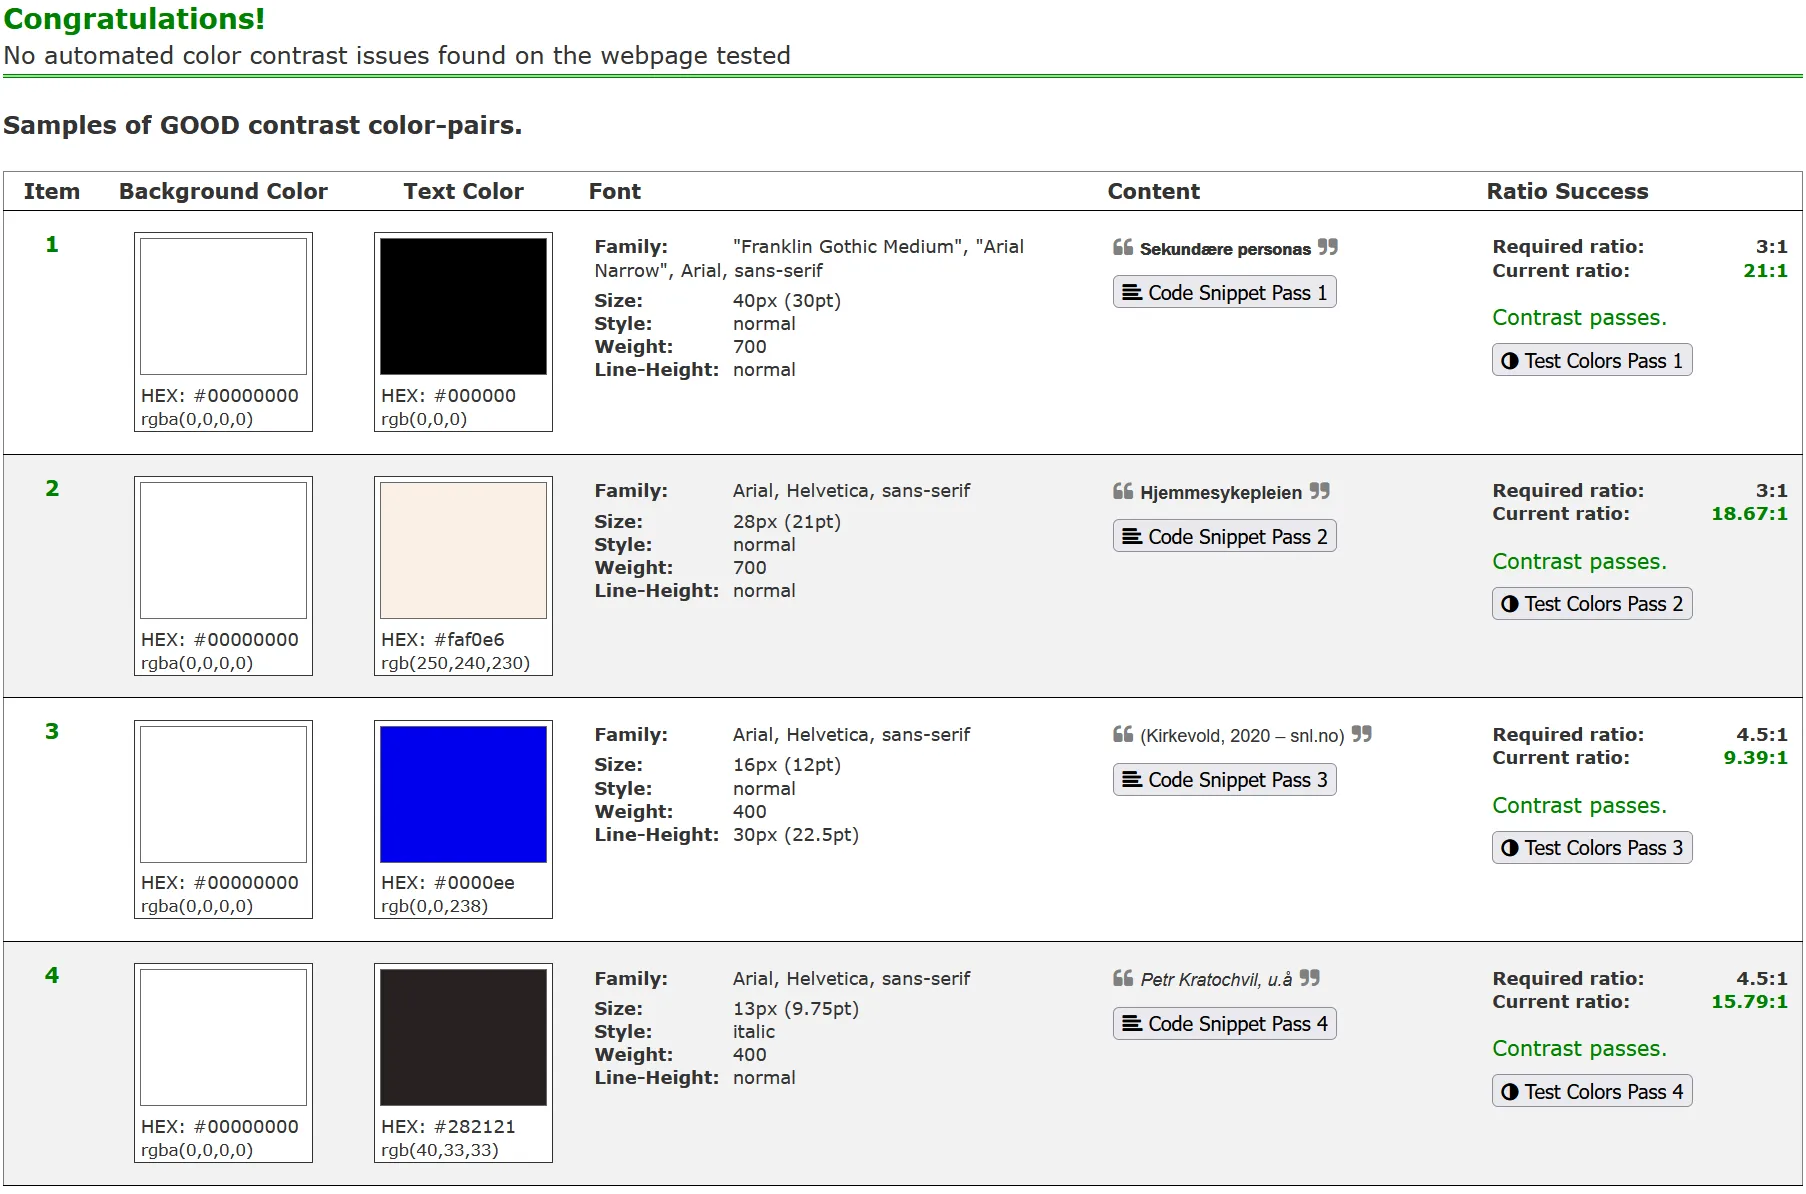 Congratulations!
No automated color contrast issues found on the webpage tested
Samples of GOOD contrast color-pairs.
Item Background Color Text Color Font Content Ratio Success
1
HEX: #00000000
rgba(0,0,0,0)
HEX: #000000
rgb(0,0,0)
Family: "Franklin Gothic Medium", "Arial
Narrow", Arial, sans-serif
Size: 40px (30pt)
Style: normal
Weight: 700
Line-Height: normal
❝ Sekundære personas ❞
Code Snippet Pass 1
Required ratio: 3:1
Current ratio: 21:1
Contrast passes.
Test Colors Pass 1
2
HEX: #00000000
rgba(0,0,0,0)
HEX: #faf0e6
rgb(250,240,230)
Family: Arial, Helvetica, sans-serif
Size: 28px (21pt)
Style: normal
Weight: 700
Line-Height: normal
❝ Hjemmesykepleien ❞
Code Snippet Pass 2
Required ratio: 3:1
Current ratio: 18.67:1
Contrast passes.
Test Colors Pass 2
3
HEX: #00000000
rgba(0,0,0,0)
HEX: #0000ee
rgb(0,0,238)
Family: Arial, Helvetica, sans-serif
Size: 16px (12pt)
Style: normal
Weight: 400
Line-Height: 30px (22.5pt)
❝ (Kirkevold, 2020 – snl.no) ❞
Code Snippet Pass 3
Required ratio: 4.5:1
Current ratio: 9.39:1
Contrast passes.
Test Colors Pass 3
4
HEX: #00000000
rgba(0,0,0,0)
HEX: #282121
rgb(40,33,33)
Family: Arial, Helvetica, sans-serif
Size: 13px (9.75pt)
Style: italic
Weight: 400
Line-Height: normal
❝ Petr Kratochvil, u.å ❞
Code Snippet Pass 4
Required ratio: 4.5:1
Current ratio: 15.79:1
Contrast passes.
Test Colors Pass 4